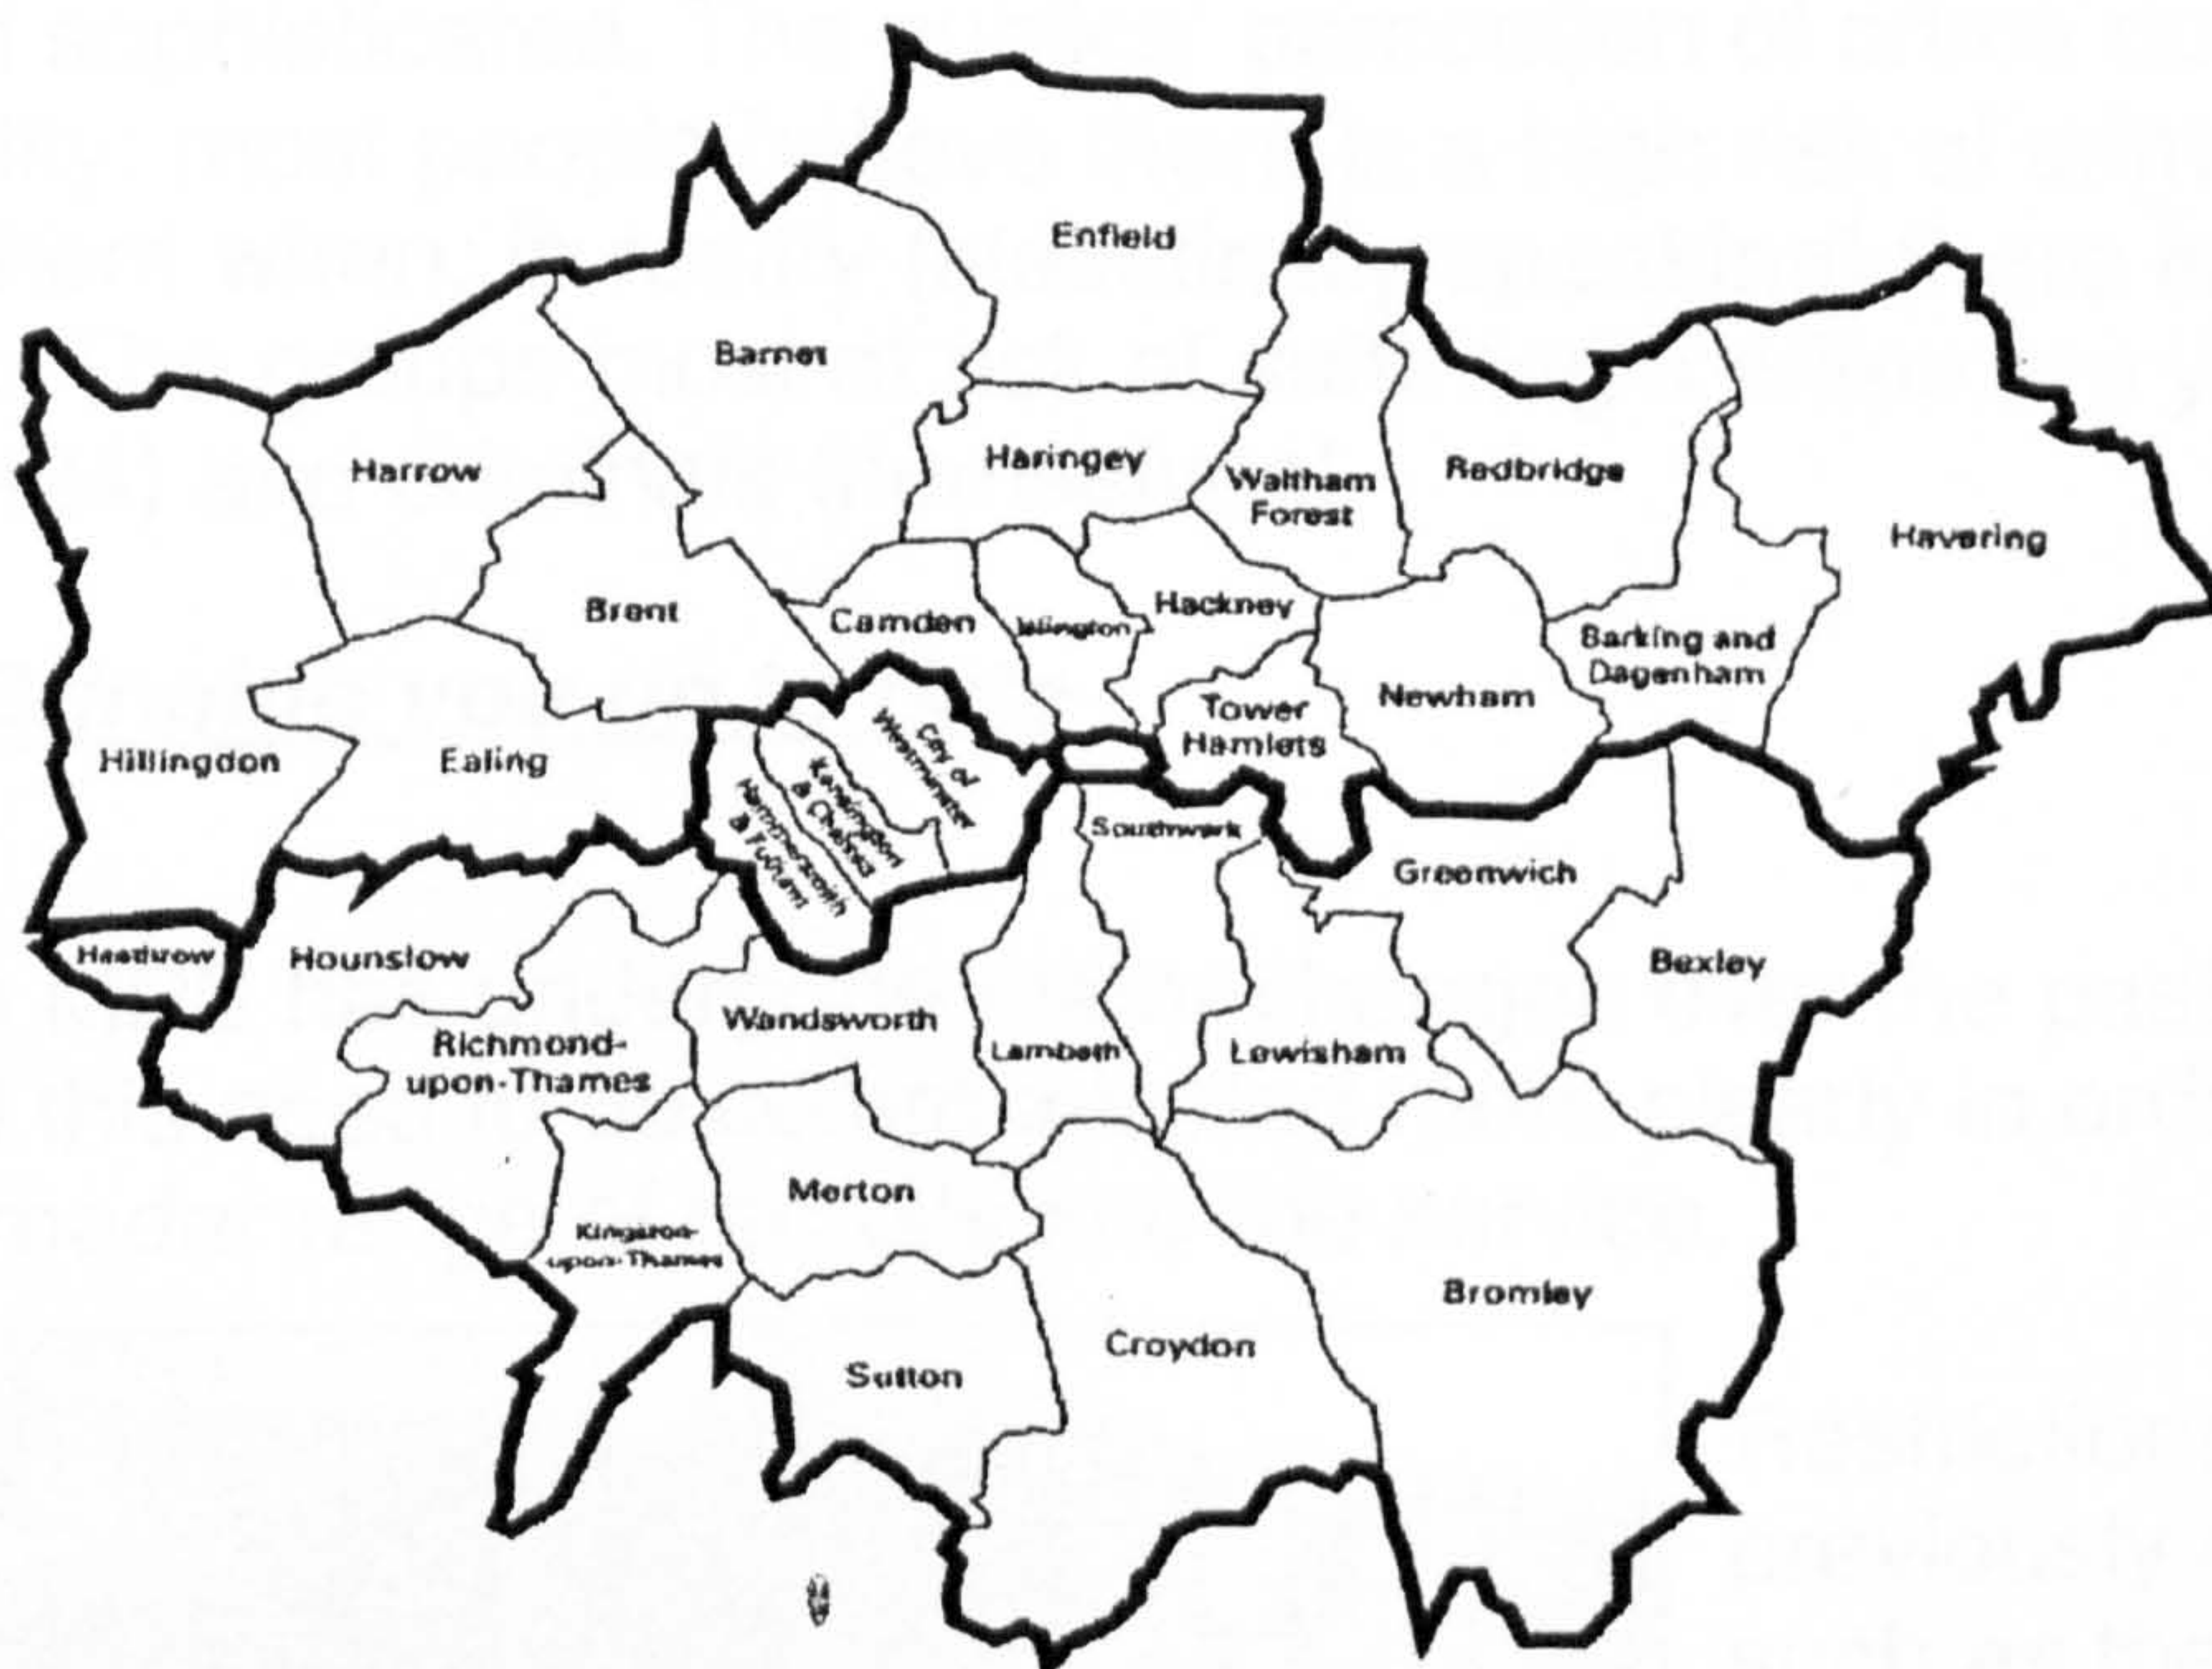 Enfield
Barnet
Haringey
Harrow
Waltham
Forest
Redbridge
Havering
Brent
Camden
Islington
Hackney
Barking and
Dagenham
Hillingdon
Ealing
City of
Westminster
Kensington
& Chelsea
Hammersmith
& Fulham
Tower
Hamlets
Newham
Southwark
Greenwich
Heathrow
Hounslow
Bexley
Richmond-
upon-Thames
Wandsworth
Lambeth
Lewisham
Merton
Kingston-
upon-Thames
Bromley
Sutton
Croydon